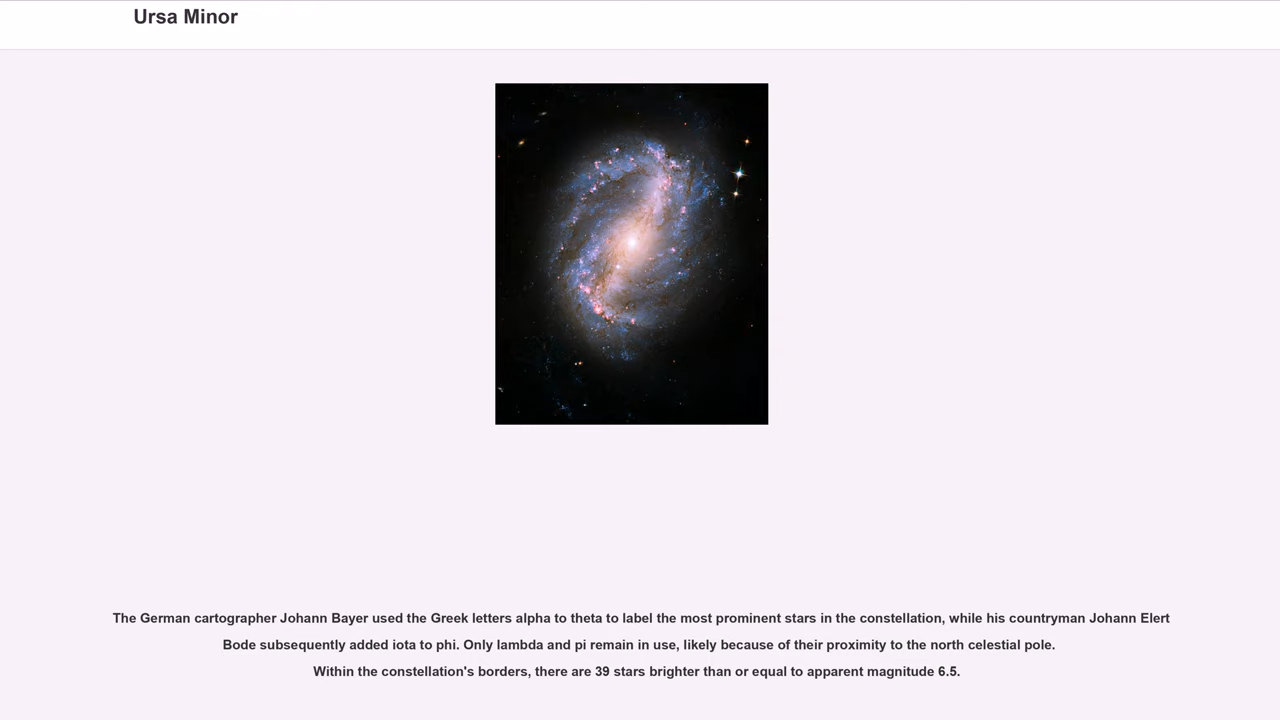 Ursa Minor
The German cartographer Johann Bayer used the Greek letters alpha to theta to label the most prominent stars in the constellation, while his countryman Johann Elert
Bode subsequently added iota to phi. Only lambda and pi remain in use, likely because of their proximity to the north celestial pole.
Within the constellation's borders, there are 39 stars brighter than or equal to apparent magnitude 6.5.